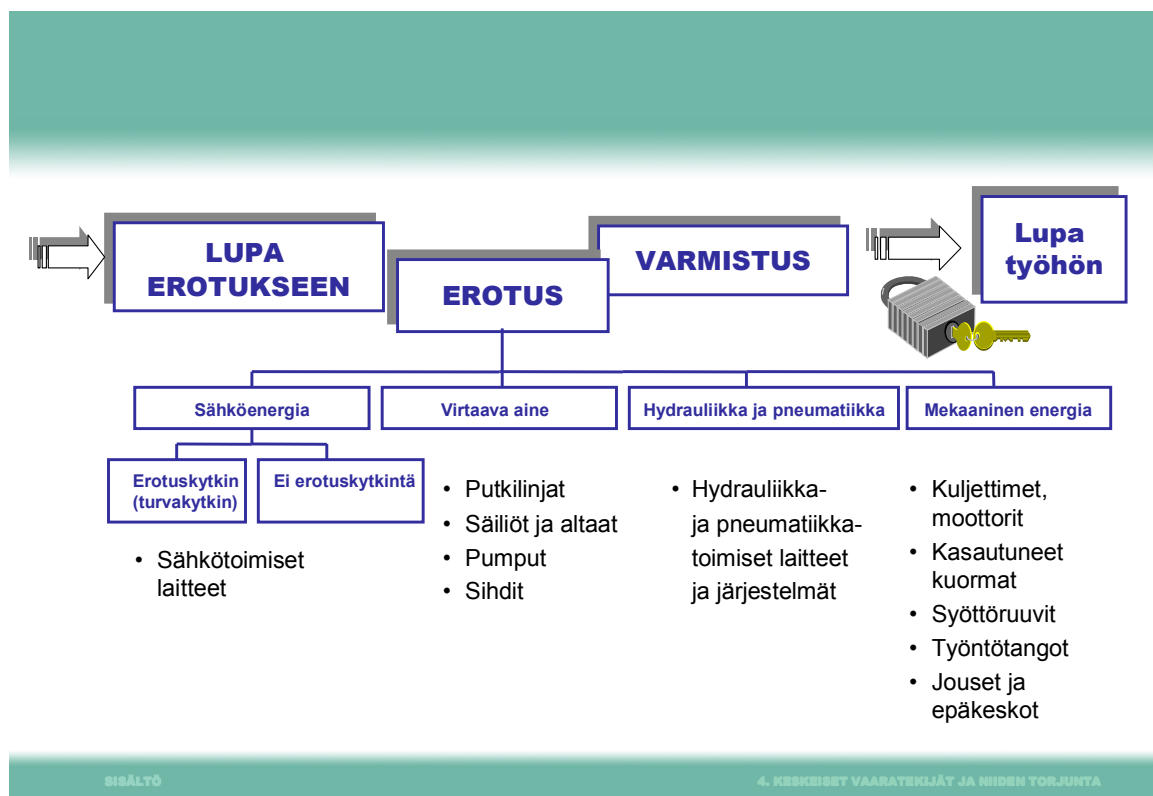 LUPA
EROTUKSEEN
EROTUS
VARMISTUS
Lupa
työhön
Sähköenergia
Virtaava aine
Hydrauliikka ja pneumatiikka
Mekaaninen energia
Erotuskytkin
(turvakytkin)
Ei erotuskytkintä
• Sähkötoimiset
laitteet
• Putkilinjat
• Säiliöt ja altaat
• Pumput
• Sihdit
• Hydrauliikka-
ja pneumatiikka-
toimiset laitteet
ja järjestelmät
• Kuljettimet,
moottorit
• Kasautuneet
kuormat
• Syöttöruuvit
• Työntötangot
• Jouset ja
epäkeskot
SISÄLTÖ
4. KESKEISET VAARATEKIJÄT JA NIIDEN TORJUNTA